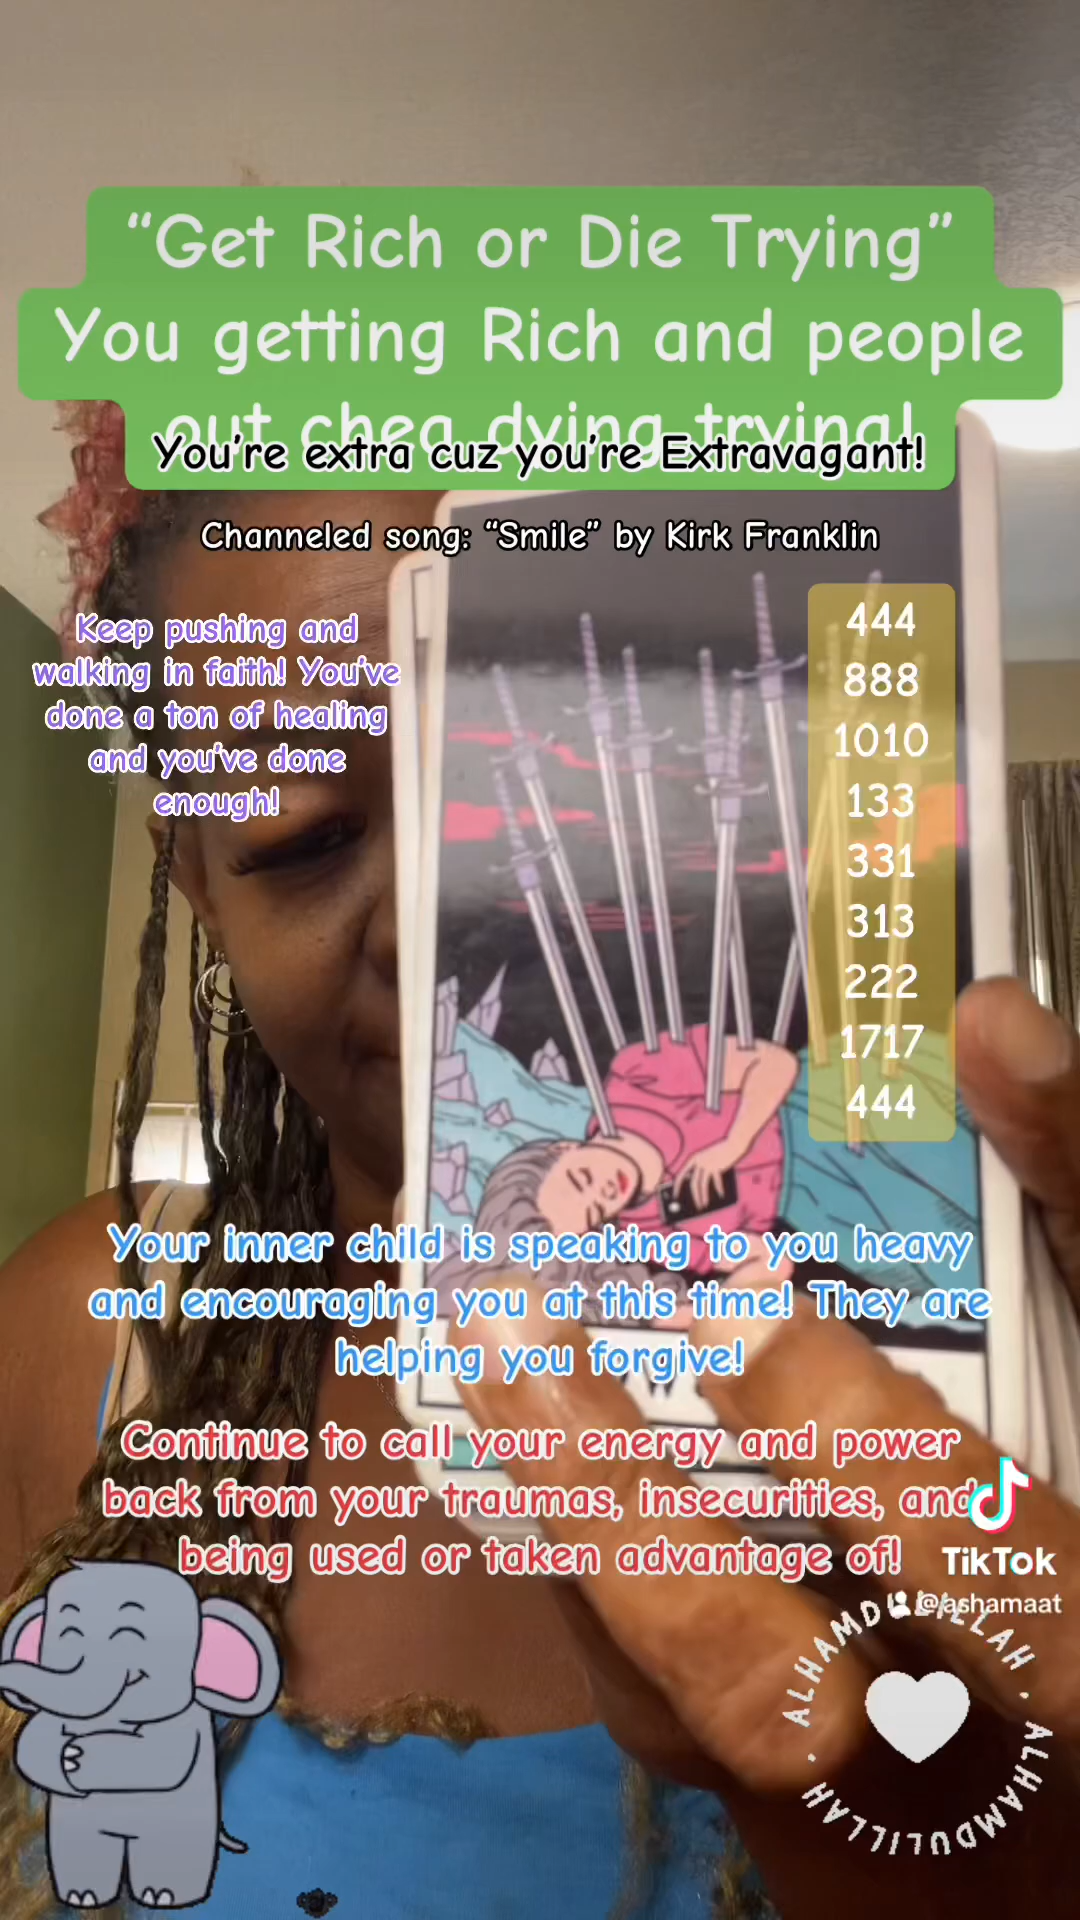 “Get Rich or Die Trying”
You getting Rich and people
out chea dying trying!
You’re extra cuz you’re Extravagant!
Channeled song: “Smile” by Kirk Franklin
Keep pushing and
walking in faith! You’ve
done a ton of healing
and you’ve done
enough!
444
888
1010
133
331
313
222
1717
444
Your inner child is speaking to you heavy
and encouraging you at this time! They are
helping you forgive!
Continue to call your energy and power
back from your traumas, insecurities, and
being used or taken advantage of!
TikTok
@ashamaat
ALHAMDULILLAH · ALHAMDULILLAH ·